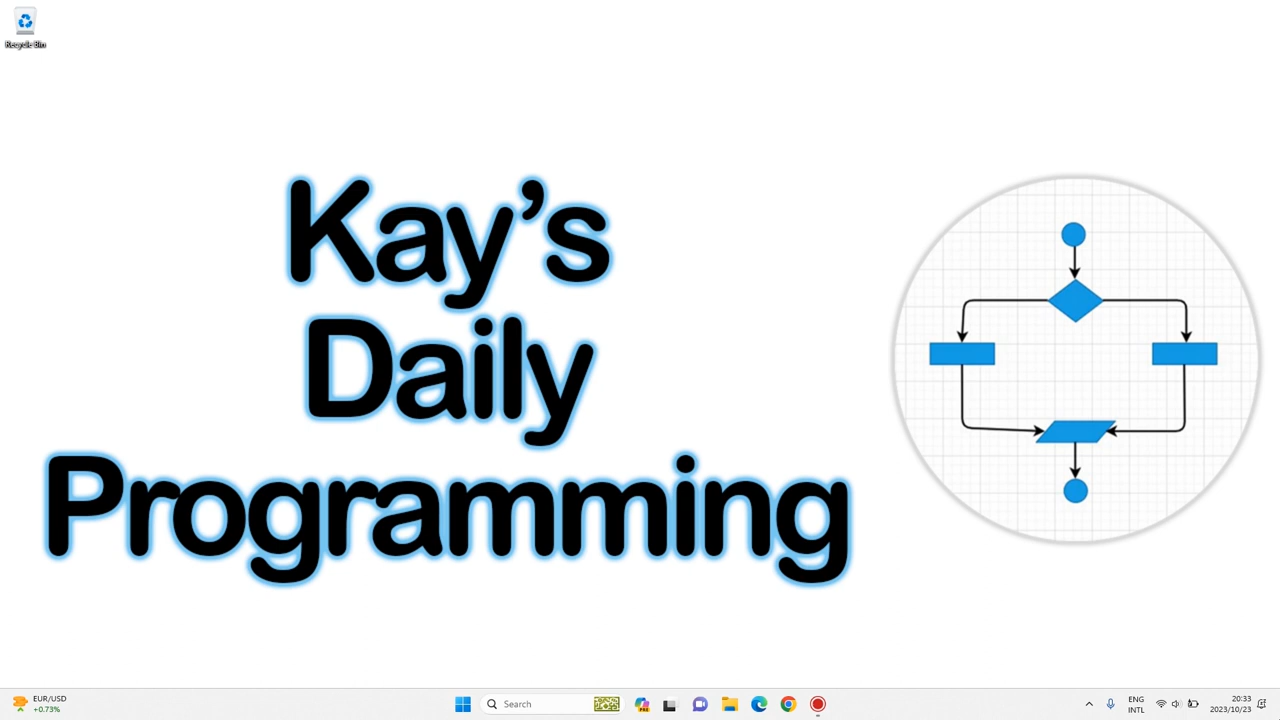 Recycle Bin
Kay's
Daily
Programming
EUR/USD
+0.73%
Search
ENG
INTL
20:33
2023/10/23